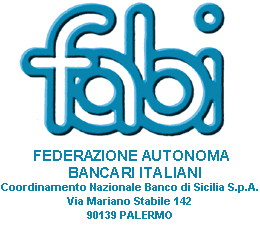 fabi
FEDERAZIONE AUTONOMA
BANCARI ITALIANI
Coordinamento Nazionale Banco di Sicilia S.p.A.
Via Mariano Stabile 142
90139 PALERMO